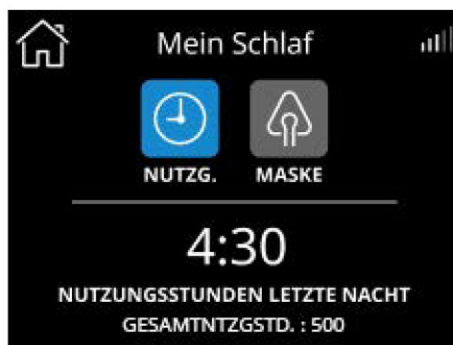 Mein Schlaf
NUTZG. MASKE
4:30
NUTZUNGSSTUNDEN LETZTE NACHT
GESAMTNTZGSTD. : 500